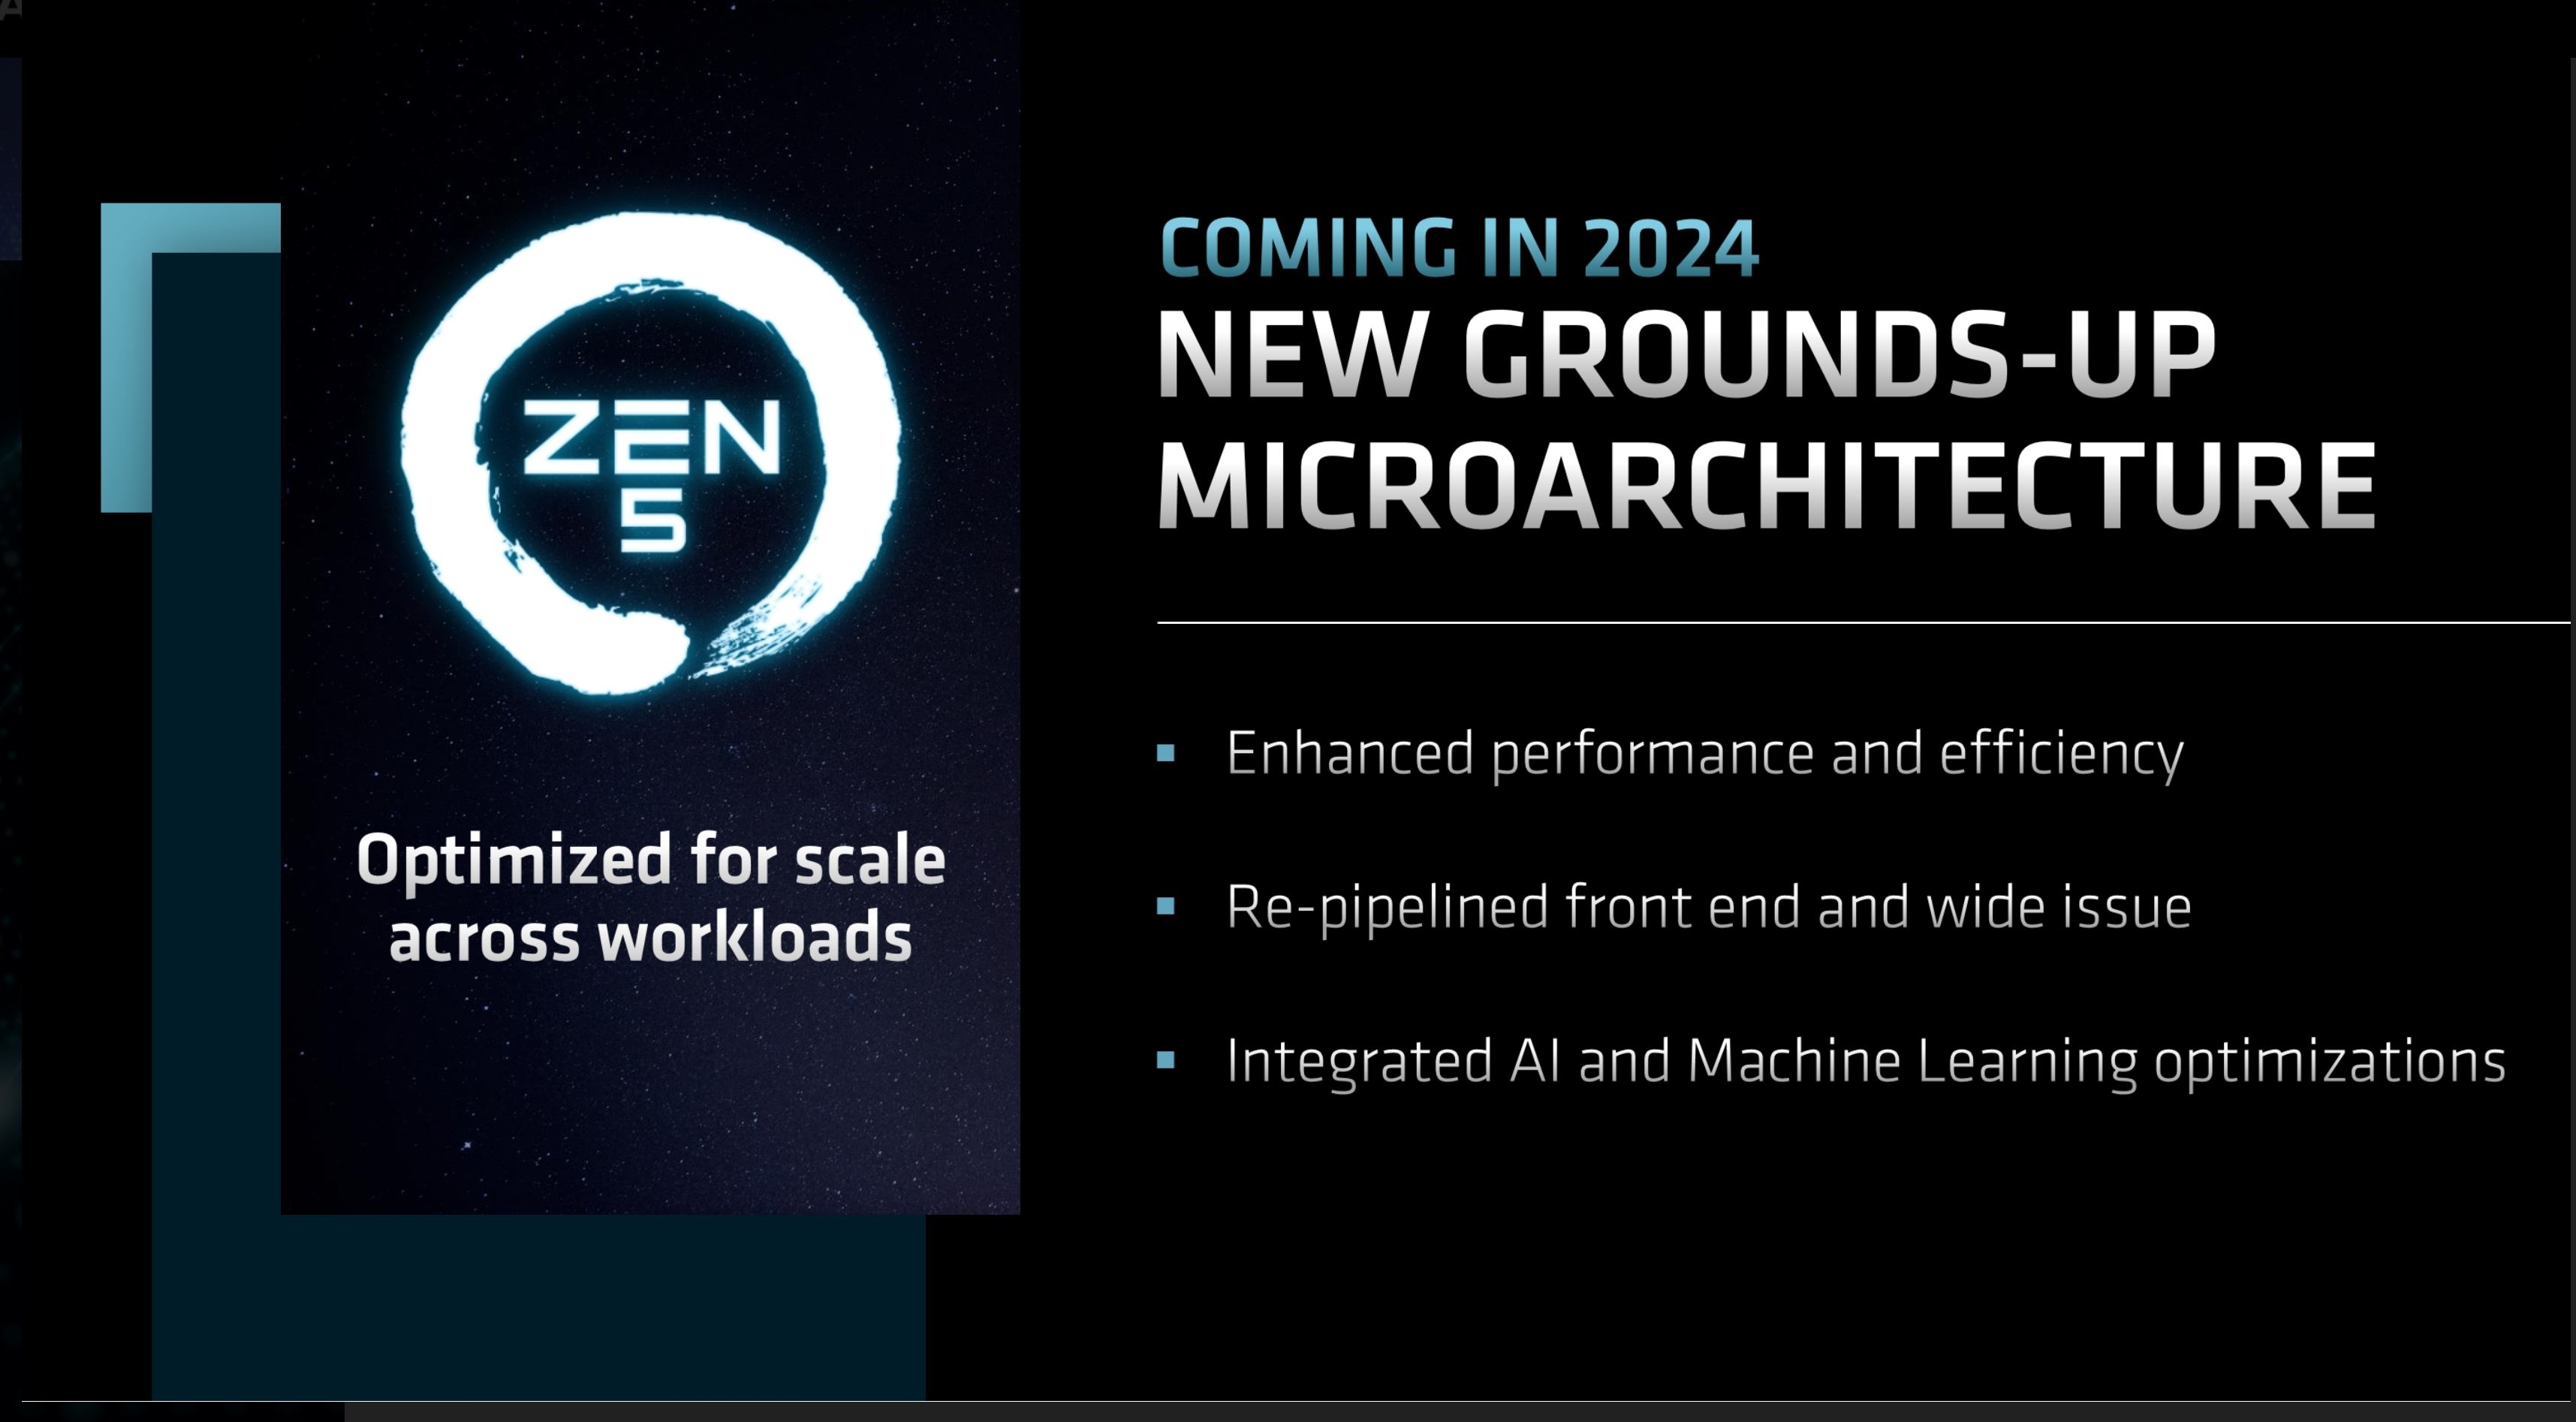 ZEN
5
Optimized for scale
across workloads
COMING IN 2024
NEW GROUNDS-UP
MICROARCHITECTURE
Enhanced performance and efficiency
Re-pipelined front end and wide issue
Integrated AI and Machine Learning optimizations